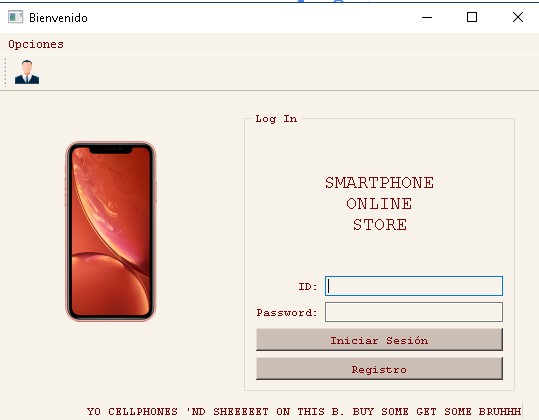 Bienvenido
Opciones
Log In
SMARTPHONE
ONLINE
STORE
ID:
Password:
Iniciar Sesión
Registro
YO CELLPHONES 'ND SHEEEEET ON THIS B. BUY SOME GET SOME BRUHHH